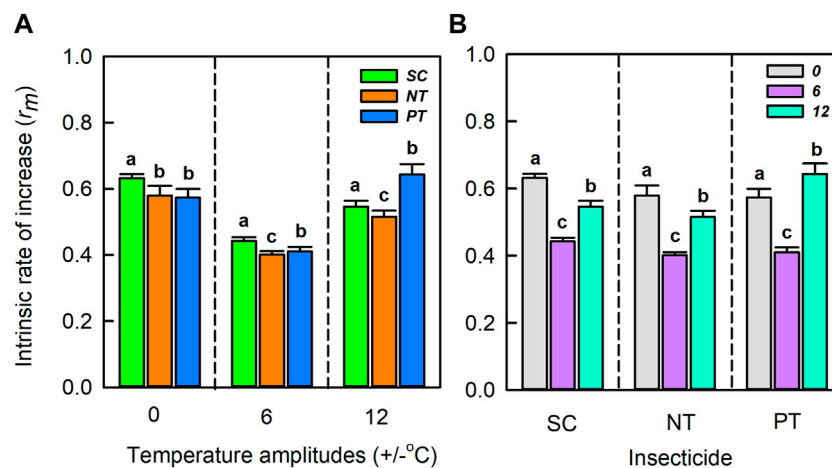 A
B
Intrinsic rate of increase (rm)
1.0
0.8
0.6
0.4
0.2
0.0
SC
NT
PT
a
b
b
a
c
b
a
c
b
0
6
12
Temperature amplitudes (+/-°C)
1.0
0.8
0.6
0.4
0.2
0.0
0
6
12
a
c
b
a
c
b
a
c
b
SC
NT
PT
Insecticide